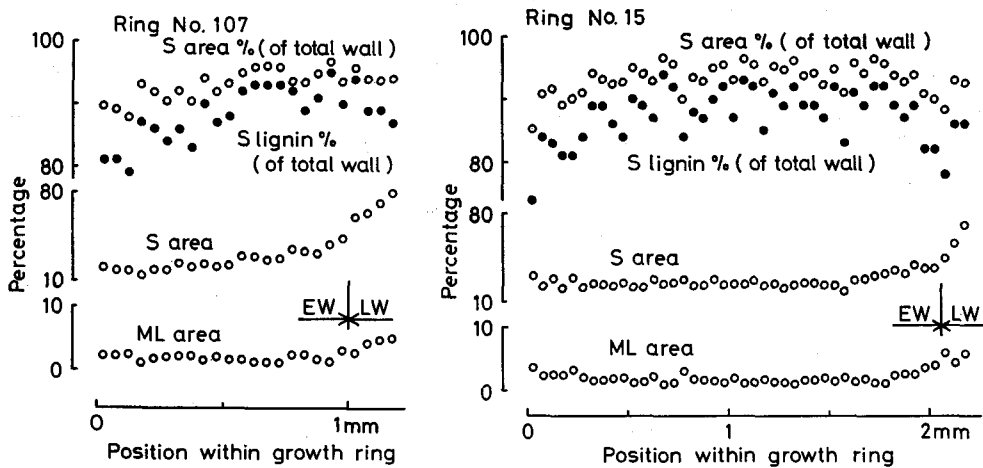 Ring No. 107
S area % (of total wall)
100
S lignin %
(of total wall)
80
80
S area
10
EW LW
10
ML area
0
Percentage
0 1mm
Position within growth ring
Ring No. 15
S area % (of total wall)
100
80
S lignin % (of total wall)
80
S area
10
EW LW
10
ML area
0
Percentage
0 1 2mm
Position within growth ring